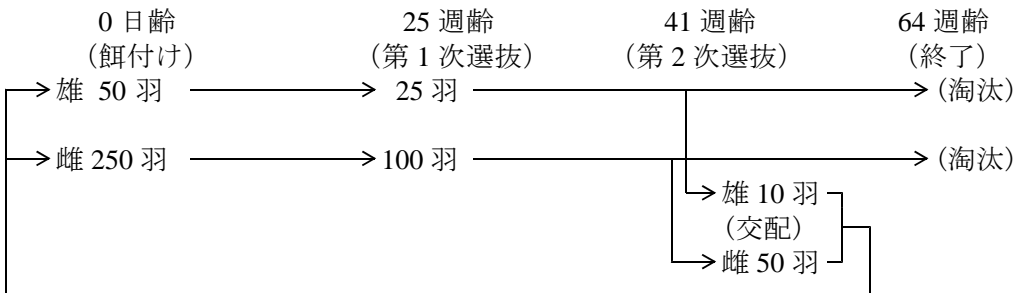 0 日齢 25 週齢 41 週齢 64 週齢
(餌付け) (第 1 次選抜) (第 2 次選抜) (終了)
雄 50 羽 25 羽 (淘汰)
雌 250 羽 100 羽 (淘汰)
雄 10 羽
(交配)
雌 50 羽